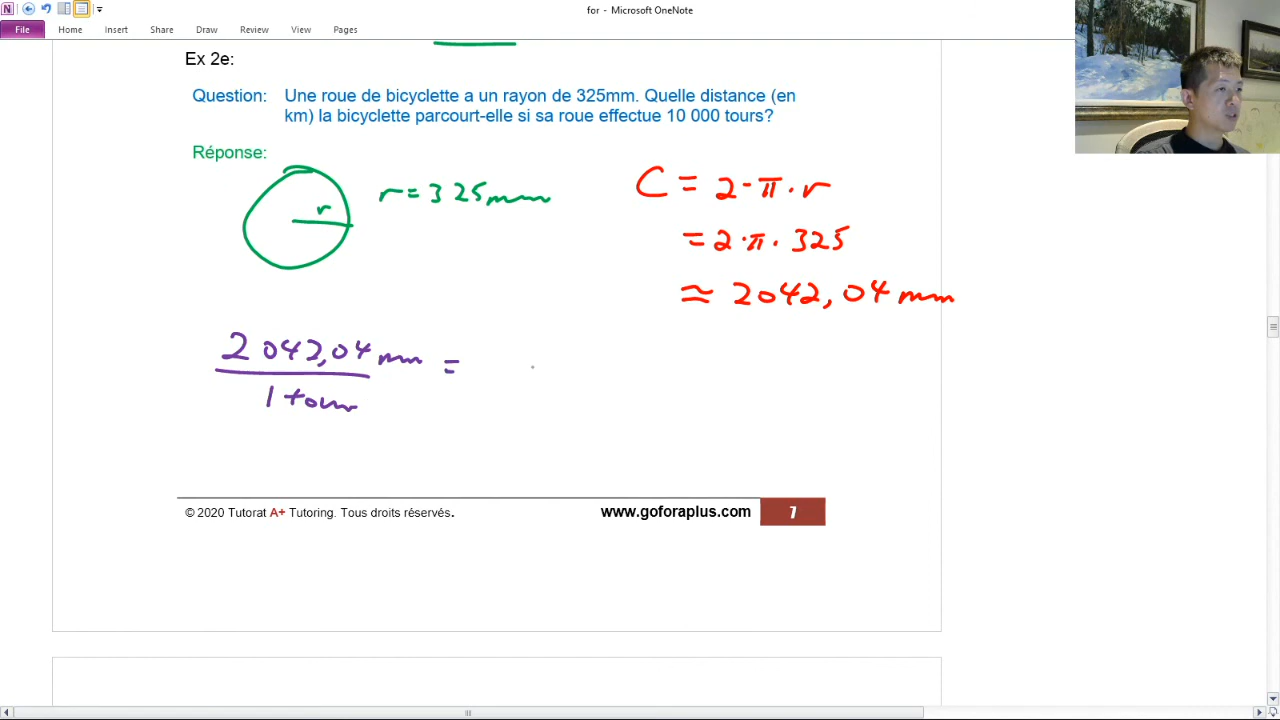 for - Microsoft OneNote
File Home Insert Share Draw Review View Pages
Ex 2e:
Question: Une roue de bicyclette a un rayon de 325mm. Quelle distance (en
km) la bicyclette parcourt-elle si sa roue effectue 10 000 tours?
Réponse:
r
r = 325mm
C = 2 · π · r
= 2 · π · 325
≈ 2042,04 mm
2 042,04 mm =
1 tour
© 2020 Tutorat A+ Tutoring. Tous droits réservés.
www.goforaplus.com
7